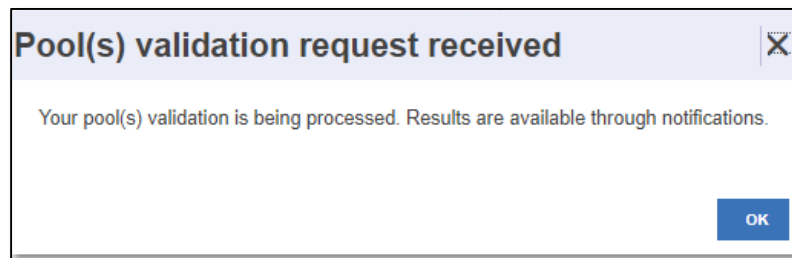 Pool(s) validation request received
Your pool(s) validation is being processed. Results are available through notifications.
OK